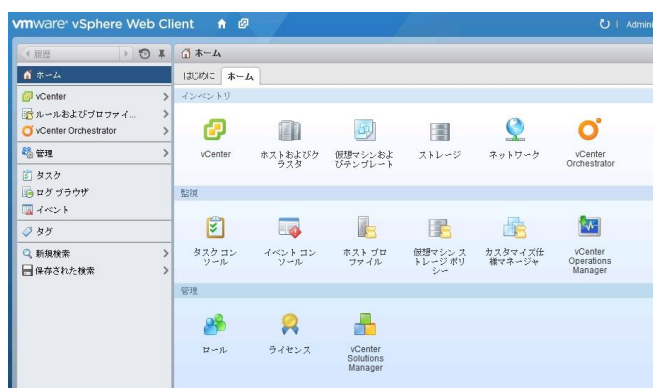 vmware® vSphere Web Client
Admini
履歴
ホーム
vCenter
ルールおよびプロファイ...
vCenter Orchestrator
管理
タスク
ログ ブラウザ
イベント
タグ
新規検索
保存された検索
ホーム
はじめに ホーム
インベントリ
vCenter
ホストおよびク
ラスタ
仮想マシンおよ
びテンプレート
ストレージ
ネットワーク
vCenter
Orchestrator
監視
タスク コン
ソール
イベント コン
ソール
ホスト プロ
ファイル
仮想マシン ス
トレージ ポリ
シー
カスタマイズ仕
様マネージャ
vCenter
Operations
Manager
管理
ロール
ライセンス
vCenter
Solutions
Manager